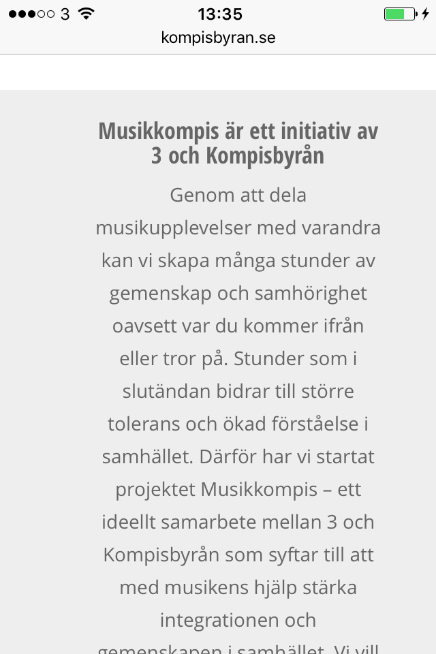 3 13:35
kompisbyran.se
Musikkompis är ett initiativ av
3 och Kompisbyrån
Genom att dela
musikupplevelser med varandra
kan vi skapa många stunder av
gemenskap och samhörighet
oavsett var du kommer ifrån
eller tror på. Stunder som i
slutändan bidrar till större
tolerans och ökad förståelse i
samhället. Därför har vi startat
projektet Musikkompis – ett
ideellt samarbete mellan 3 och
Kompisbyrån som syftar till att
med musikens hjälp stärka
integrationen och
gemenskapen i samhället. Vi vill